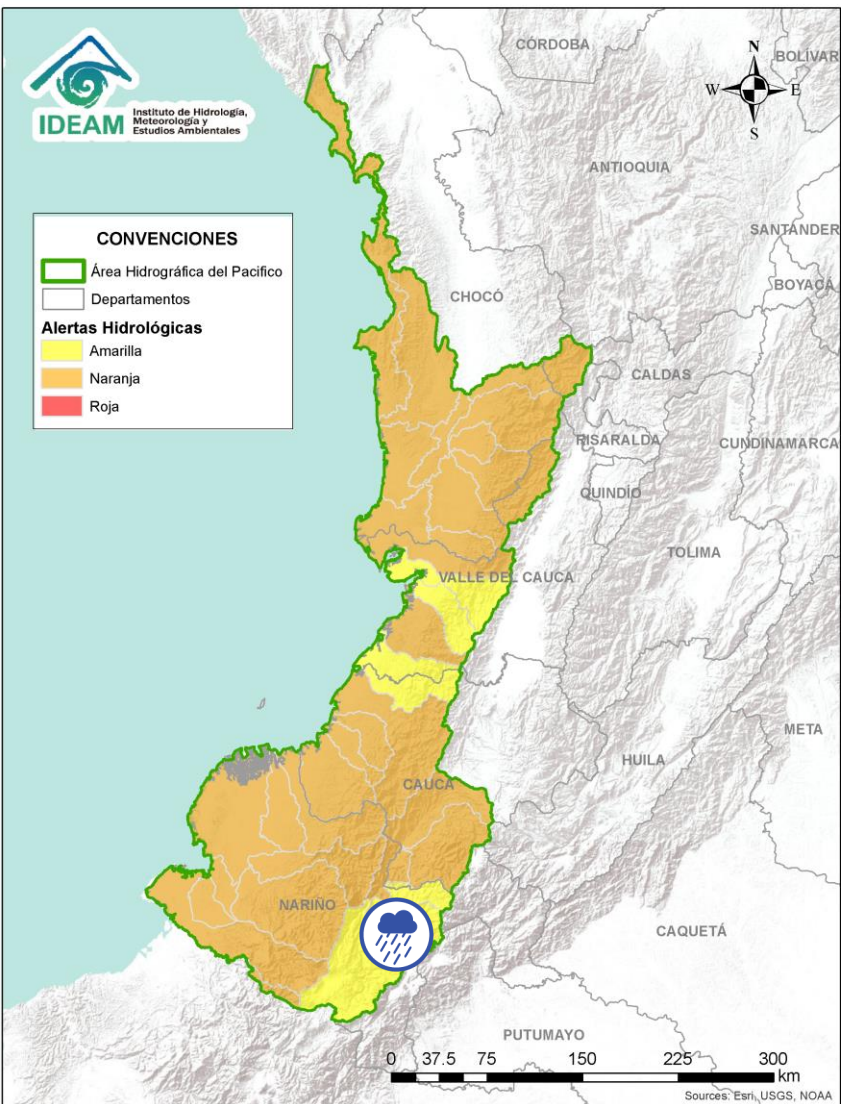 IDEAM
Instituto de Hidrología,
Meteorología y
Estudios Ambientales
CONVENCIONES
Área Hidrográfica del Pacifico
Departamentos
Alertas Hidrológicas
Amarilla
Naranja
Roja
N
W E
S
CÓRDOBA
BOLÍVAR
ANTIOQUIA
SANTANDER
BOYACÁ
CHOCÓ
CALDAS
RISARALDA
CUNDINAMARCA
QUINDÍO
TOLIMA
VALLE DEL CAUCA
META
HUILA
CAUCA
NARIÑO
CAQUETÁ
PUTUMAYO
0 37.5 75 150 225 300
km
Sources: Esri, USGS, NOAA